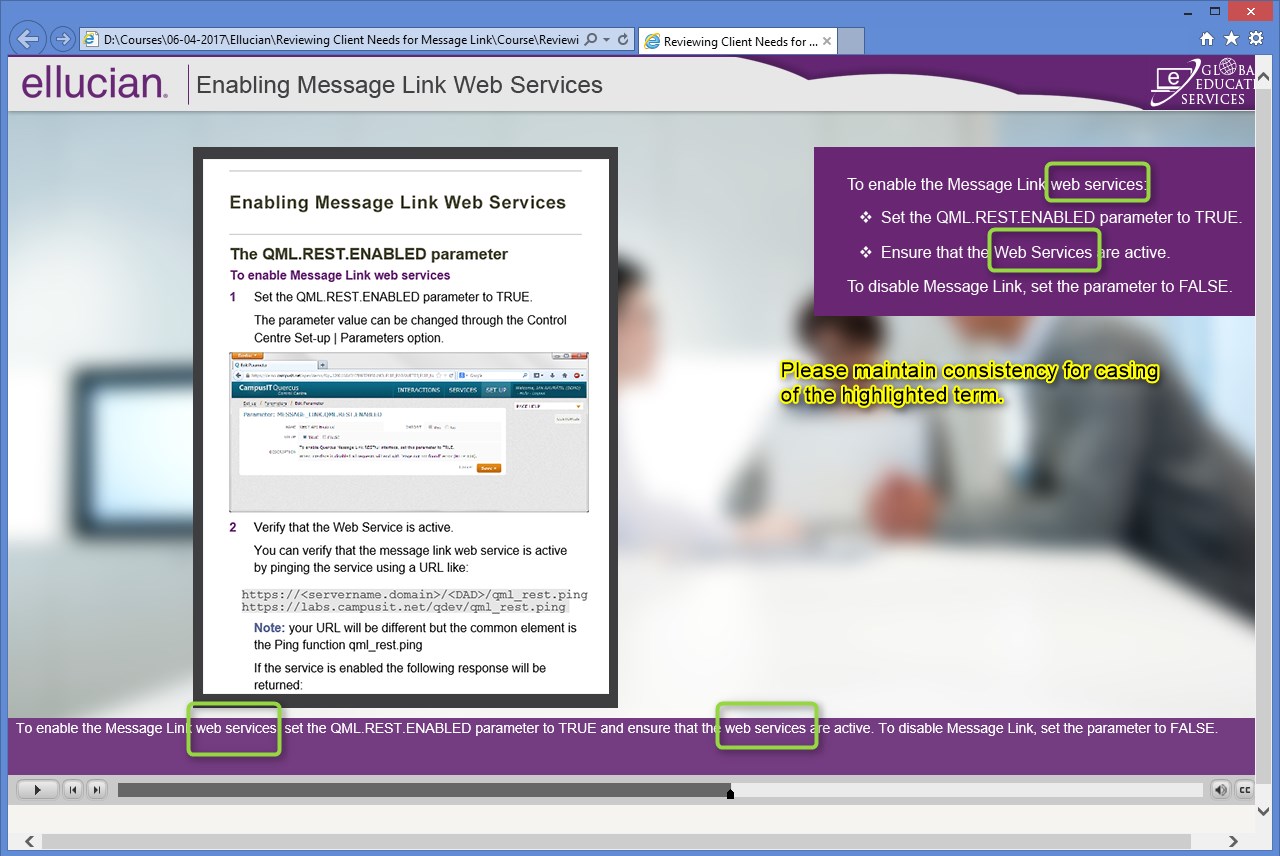 D:\Courses\06-04-2017\Ellucian\Reviewing Client Needs for Message Link\Course\Reviewi
Reviewing Client Needs for ...
ellucian.
Enabling Message Link Web Services
GLOBA
EDUCATI
SERVICES
Enabling Message Link Web Services
The QML.REST.ENABLED parameter
To enable Message Link web services
1 Set the QML.REST.ENABLED parameter to TRUE.
The parameter value can be changed through the Control
Centre Set-up | Parameters option.
CampusIT Quercus
INTERACTIONS SERVICES SET UP
Parameter: MESSAGE_LINK.QML.REST.ENABLED
2 Verify that the Web Service is active.
You can verify that the message link web service is active
by pinging the service using a URL like:
https://<servername.domain>/<DAD>/qml_rest.ping
https://labs.campusit.net/qdev/qml_rest.ping
Note: your URL will be different but the common element is
the Ping function qml_rest.ping
If the service is enabled the following response will be
returned:
To enable the Message Link web services:
❖ Set the QML.REST.ENABLED parameter to TRUE.
❖ Ensure that the Web Services are active.
To disable Message Link, set the parameter to FALSE.
Please maintain consistency for casing
of the highlighted term.
To enable the Message Link web services, set the QML.REST.ENABLED parameter to TRUE and ensure that the web services are active. To disable Message Link, set the parameter to FALSE.
CC